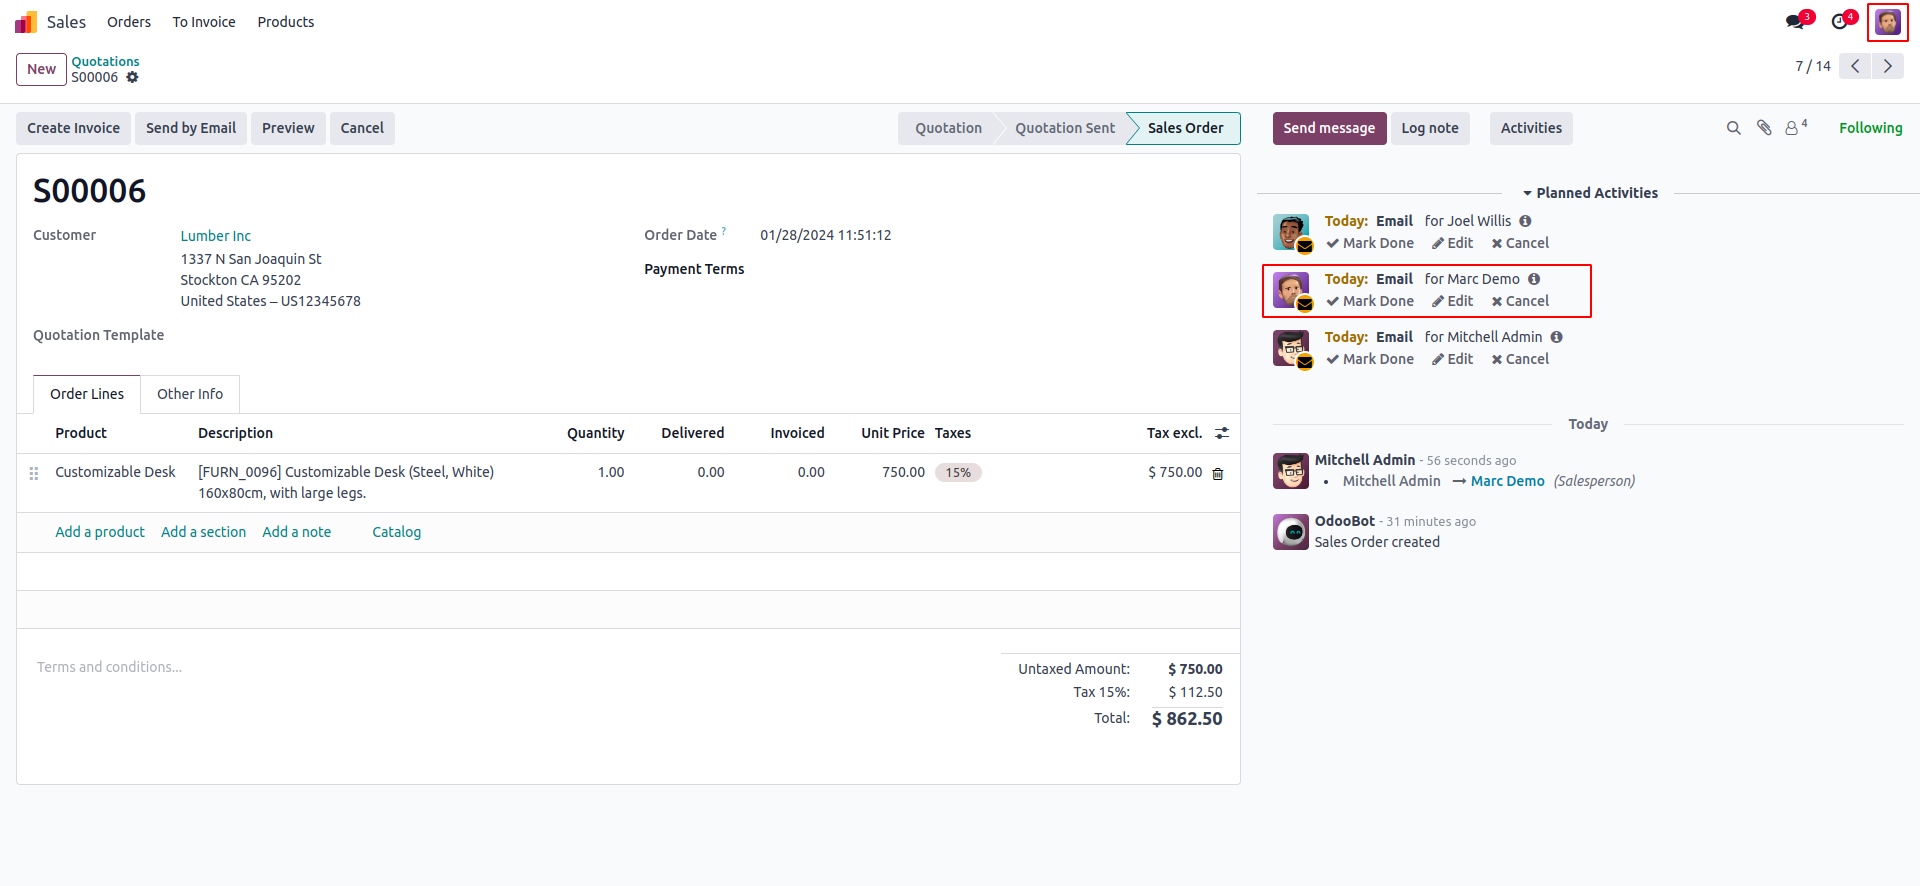 Sales Orders To Invoice Products 3 4
New Quotations
S00006
7 / 14
Create Invoice Send by Email Preview Cancel Quotation Quotation Sent Sales Order Send message Log note Activities 4 Following
S00006
Customer Lumber Inc
1337 N San Joaquin St
Stockton CA 95202
United States – US12345678
Order Date ? 01/28/2024 11:51:12
Payment Terms
Quotation Template
Order Lines Other Info
Product Description Quantity Delivered Invoiced Unit Price Taxes Tax excl.
Customizable Desk [FURN_0096] Customizable Desk (Steel, White) 1.00 0.00 0.00 750.00 15% $ 750.00
160x80cm, with large legs.
Add a product Add a section Add a note Catalog
Terms and conditions...
Untaxed Amount: $ 750.00
Tax 15%: $ 112.50
Total: $ 862.50
Planned Activities
Today: Email for Joel Willis
Mark Done Edit Cancel
Today: Email for Marc Demo
Mark Done Edit Cancel
Today: Email for Mitchell Admin
Mark Done Edit Cancel
Today
Mitchell Admin - 56 seconds ago
• Mitchell Admin → Marc Demo (Salesperson)
OdooBot - 31 minutes ago
Sales Order created